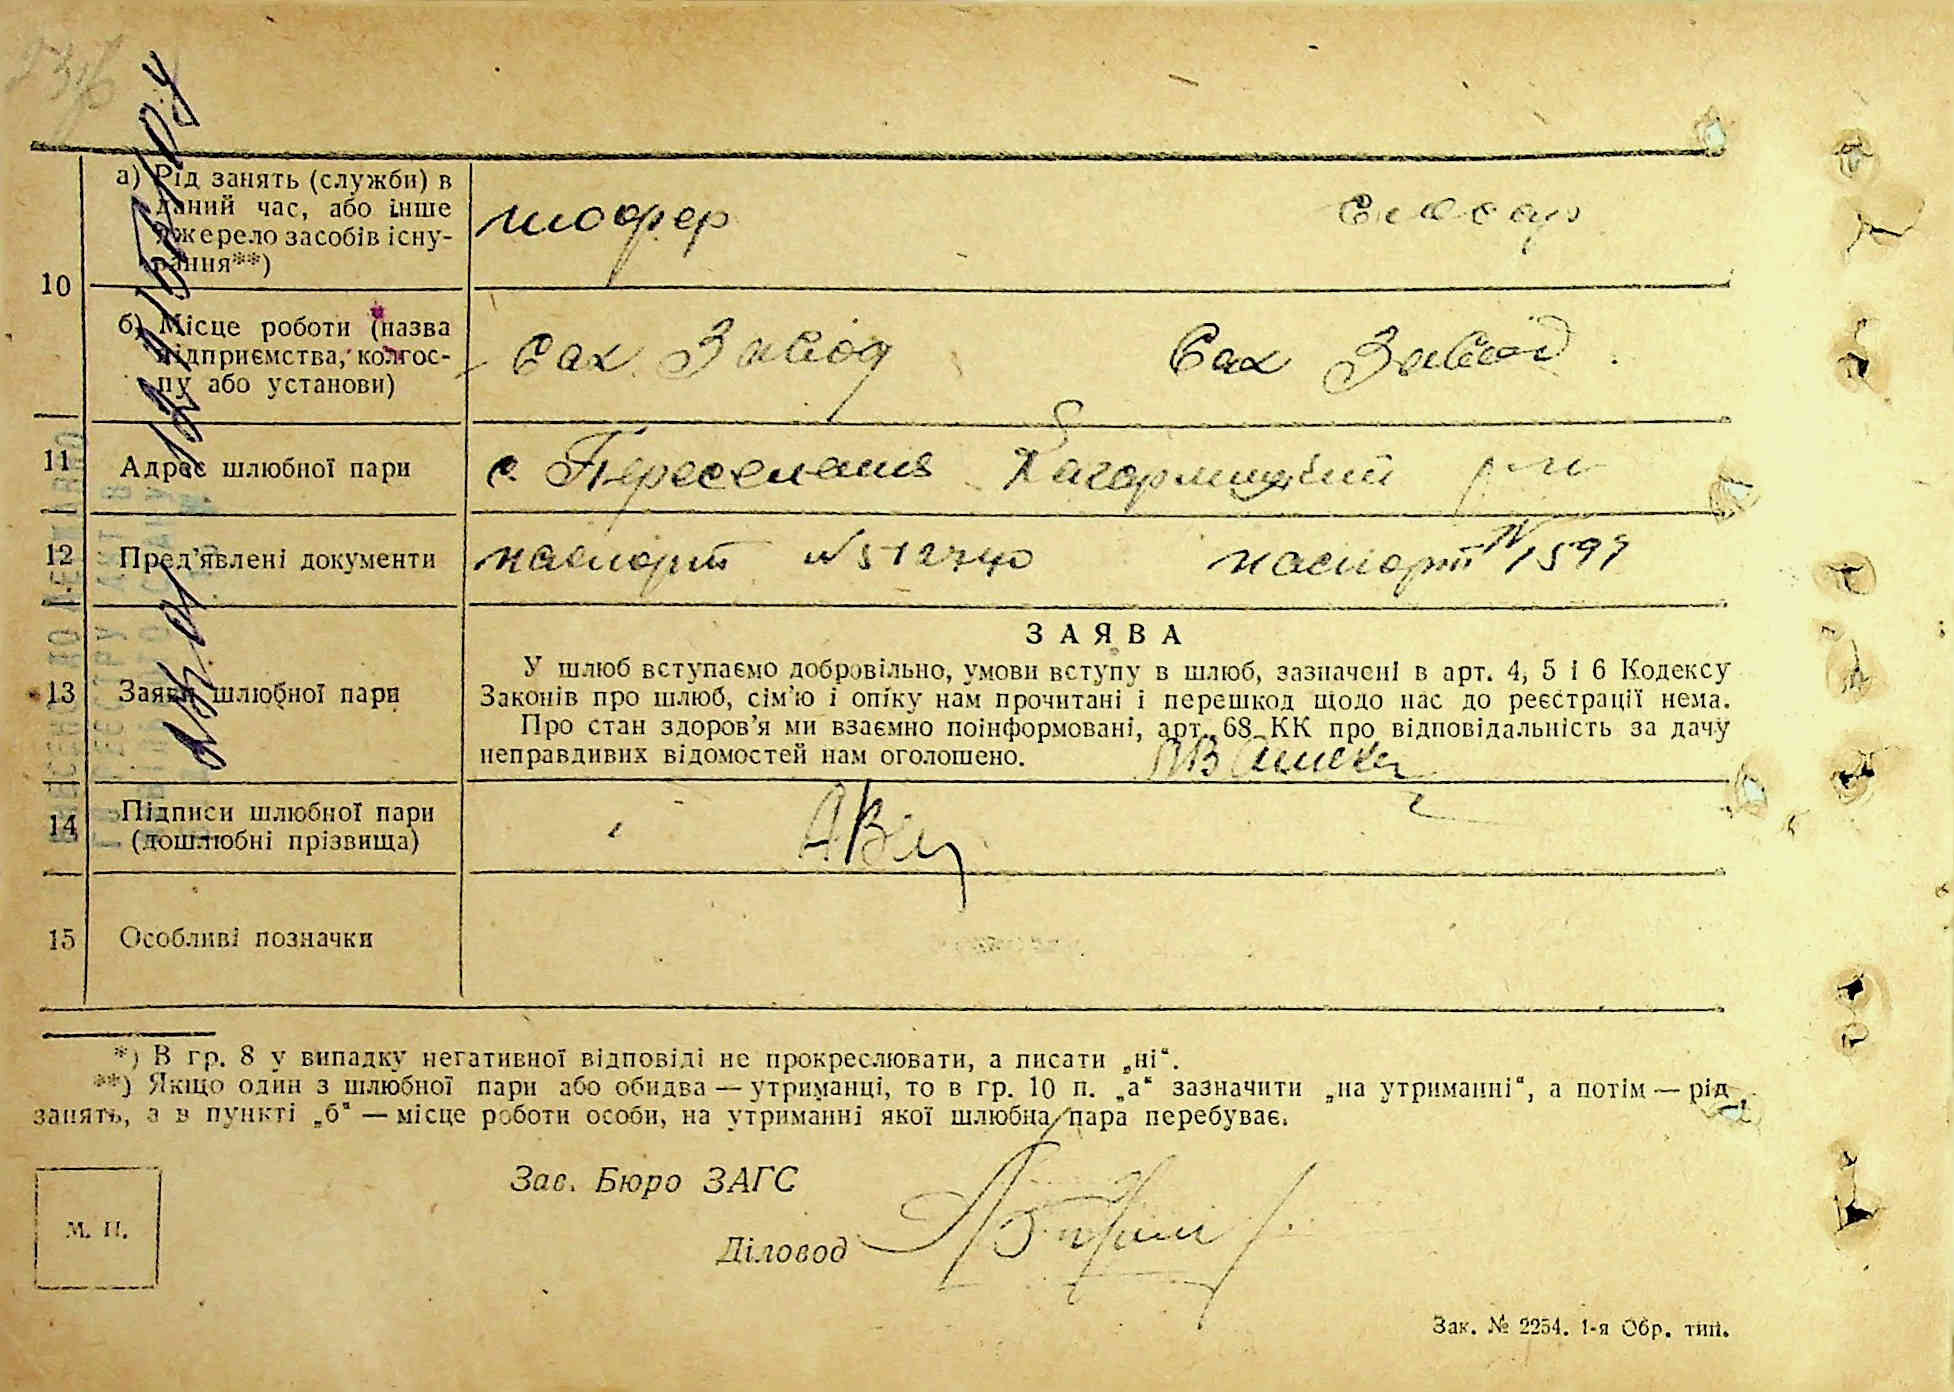 10
а) Рід занять (служби) в
даний час, або інше
джерело засобів існу-
вання**)
шофер
Слюсар
б) Місце роботи (назва
підприємства, колгос-
пу або установи)
Сах. Завод
Сах Завод
11
Адрес шлюбної пари
с. Переселення Кагарлицький р-н
12
Пред'явлені документи
паспорт №512740
паспорт № 1599
13
Заяви шлюбної пари
ЗАЯВА
У шлюб вступаємо добровільно, умови вступу в шлюб, зазначені в арт. 4, 5 і 6 Кодексу
Законів про шлюб, сім'ю і опіку нам прочитані і перешкод щодо нас до реєстрації нема.
Про стан здоров'я ми взаємно поінформовані, арт. 68 КК про відповідальність за дачу
неправдивих відомостей нам оголошено.
14
Підписи шлюбної пари
(дошлюбні прізвища)
15
Особливі позначки
*) В гр. 8 у випадку негативної відповіді не прокреслювати, а писати „ні“.
**) Якщо один з шлюбної пари або обидва — утриманці, то в гр. 10 п. „а“ зазначити „на утриманні“, а потім — рід
занять, а в пункті „б“ — місце роботи особи, на утриманні якої шлюбна пара перебуває.
Зав. Бюро ЗАГС
М. П.
Діловод
Зак. № 2254. 1-я Обр. тип.